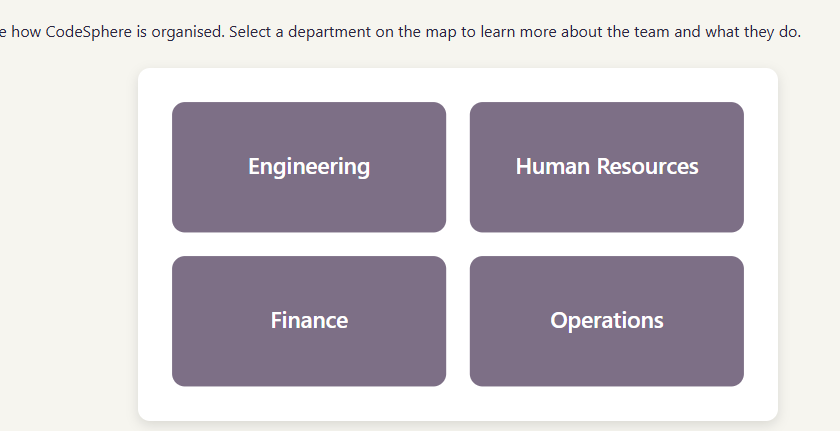 how CodeSphere is organised. Select a department on the map to learn more about the team and what they do.
Engineering
Human Resources
Finance
Operations